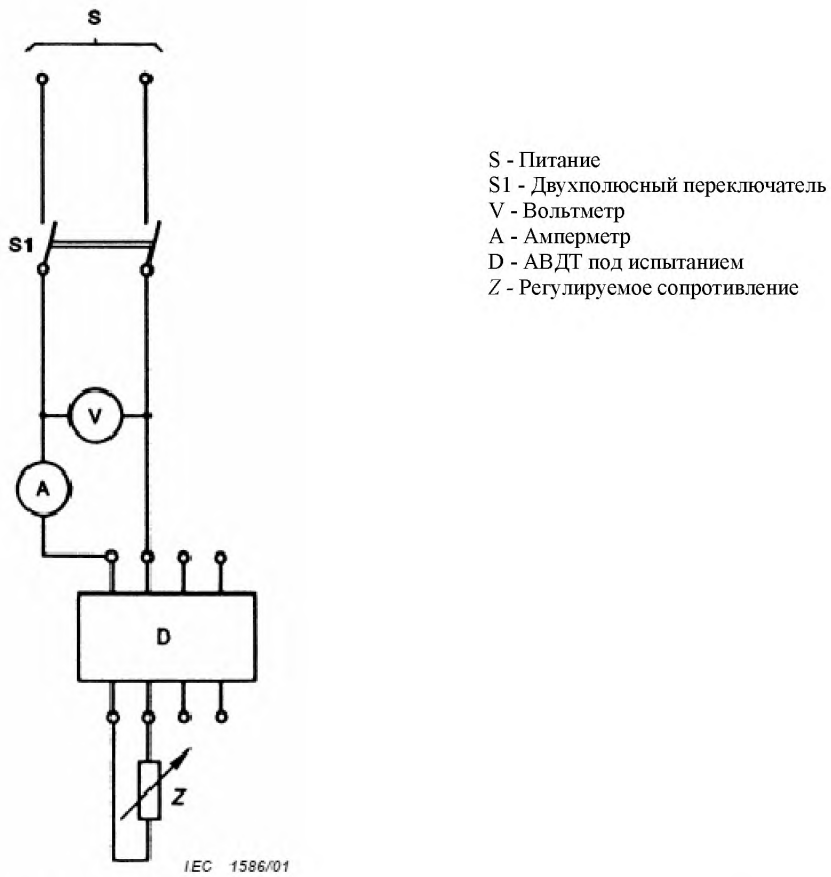 S
S1
V
A
D
Z
IEC 1586/01
S - Питание
S1 - Двухполюсный переключатель
V - Вольтметр
A - Амперметр
D - АВДТ под испытанием
Z - Регулируемое сопротивление